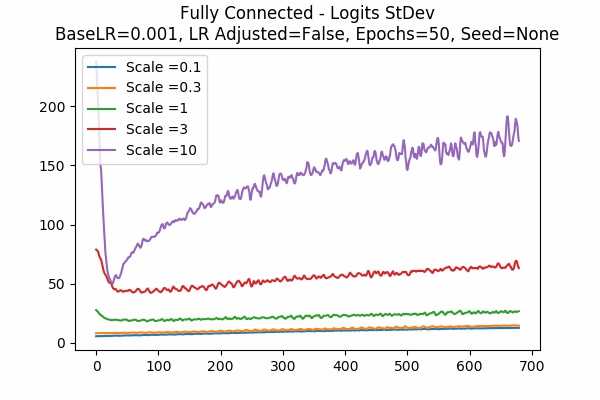 Fully Connected - Logits StDev
BaseLR=0.001, LR Adjusted=False, Epochs=50, Seed=None
Scale =0.1
Scale =0.3
Scale =1
Scale =3
Scale =10
200
150
100
50
0
0 100 200 300 400 500 600 700